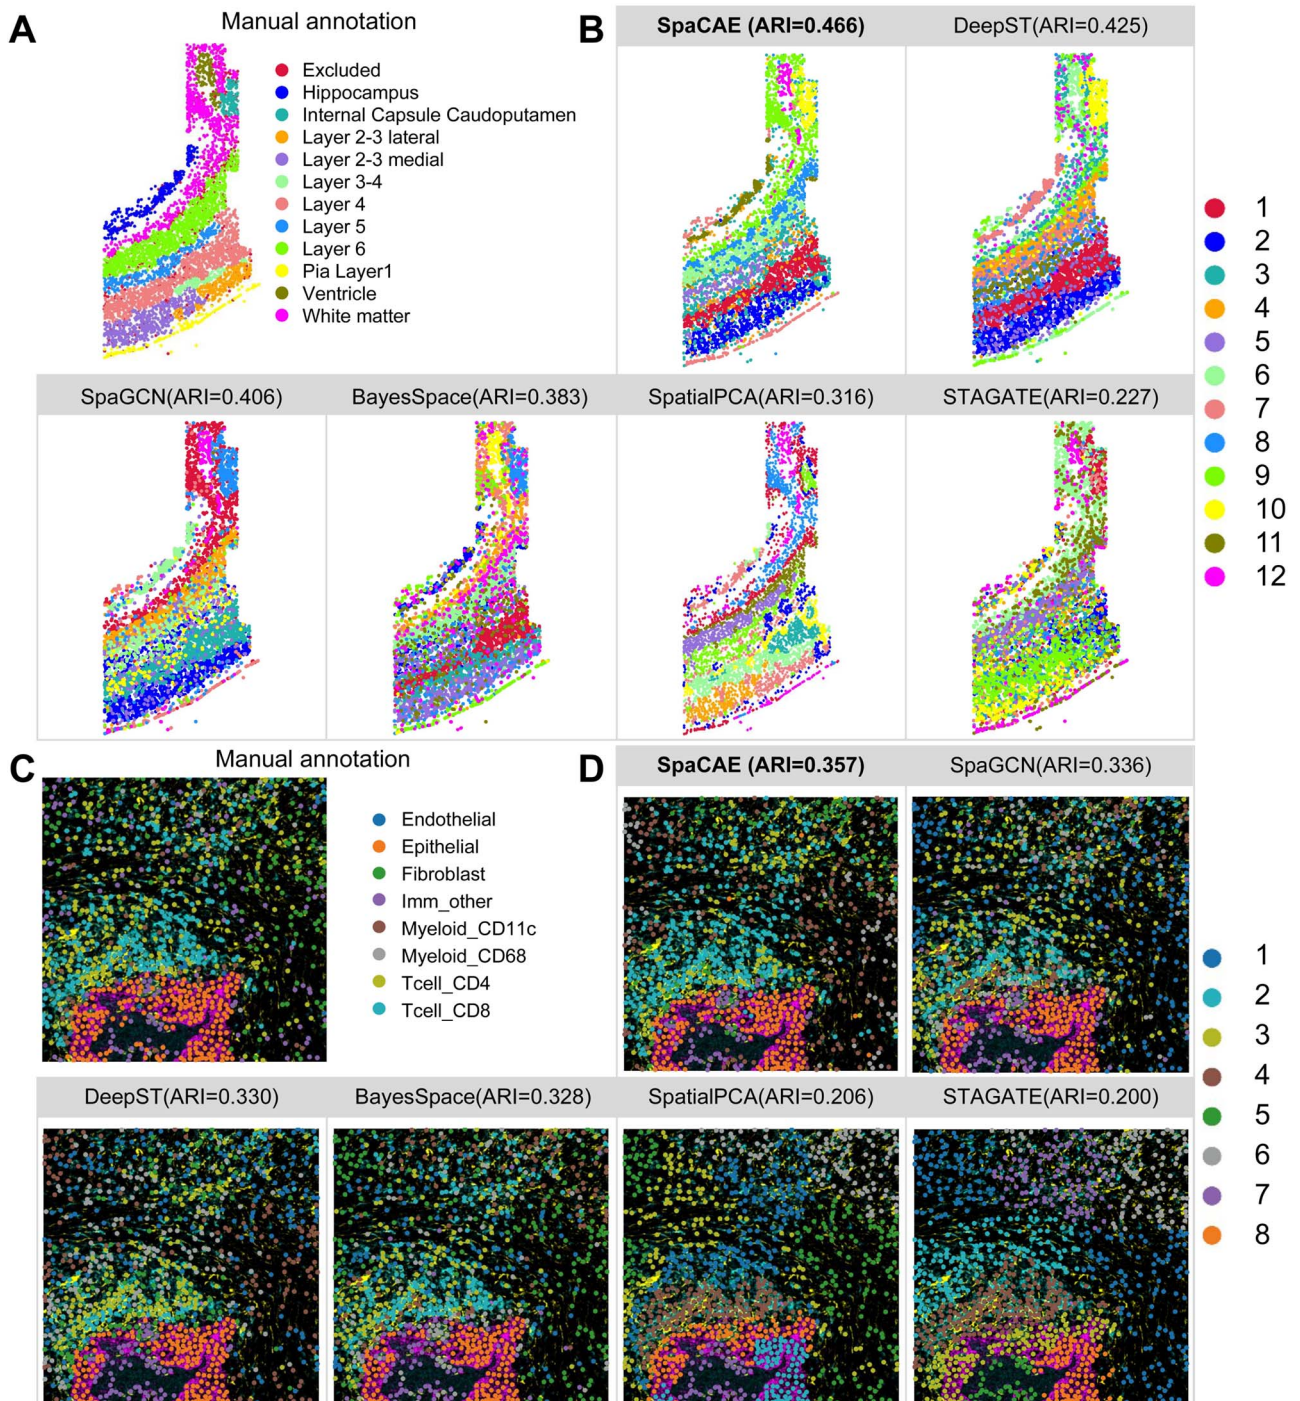 A
Manual annotation
Excluded
Hippocampus
Internal Capsule Caudoputamen
Layer 2-3 lateral
Layer 2-3 medial
Layer 3-4
Layer 4
Layer 5
Layer 6
Pia Layer1
Ventricle
White matter
B
SpaCAE (ARI=0.466)
DeepST(ARI=0.425)
SpaGCN(ARI=0.406)
BayesSpace(ARI=0.383)
SpatialPCA(ARI=0.316)
STAGATE(ARI=0.227)
1
2
3
4
5
6
7
8
9
10
11
12
C
Manual annotation
Endothelial
Epithelial
Fibroblast
Imm_other
Myeloid_CD11c
Myeloid_CD68
Tcell_CD4
Tcell_CD8
D
SpaCAE (ARI=0.357)
SpaGCN(ARI=0.336)
DeepST(ARI=0.330)
BayesSpace(ARI=0.328)
SpatialPCA(ARI=0.206)
STAGATE(ARI=0.200)
1
2
3
4
5
6
7
8